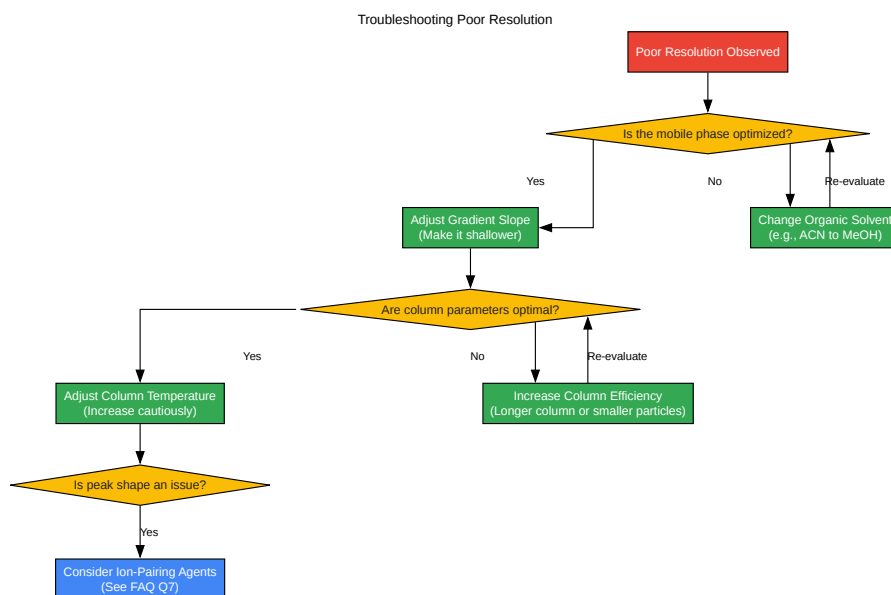 Troubleshooting Poor Resolution
Poor Resolution Observed
Is the mobile phase optimized?
Yes
No
Re-evaluate
Adjust Gradient Slope
(Make it shallower)
Change Organic Solvent
(e.g., ACN to MeOH)
Are column parameters optimal?
Yes
No
Re-evaluate
Adjust Column Temperature
(Increase cautiously)
Increase Column Efficiency
(Longer column or smaller particles)
Is peak shape an issue?
Yes
Consider Ion-Pairing Agents
(See FAQ Q7)